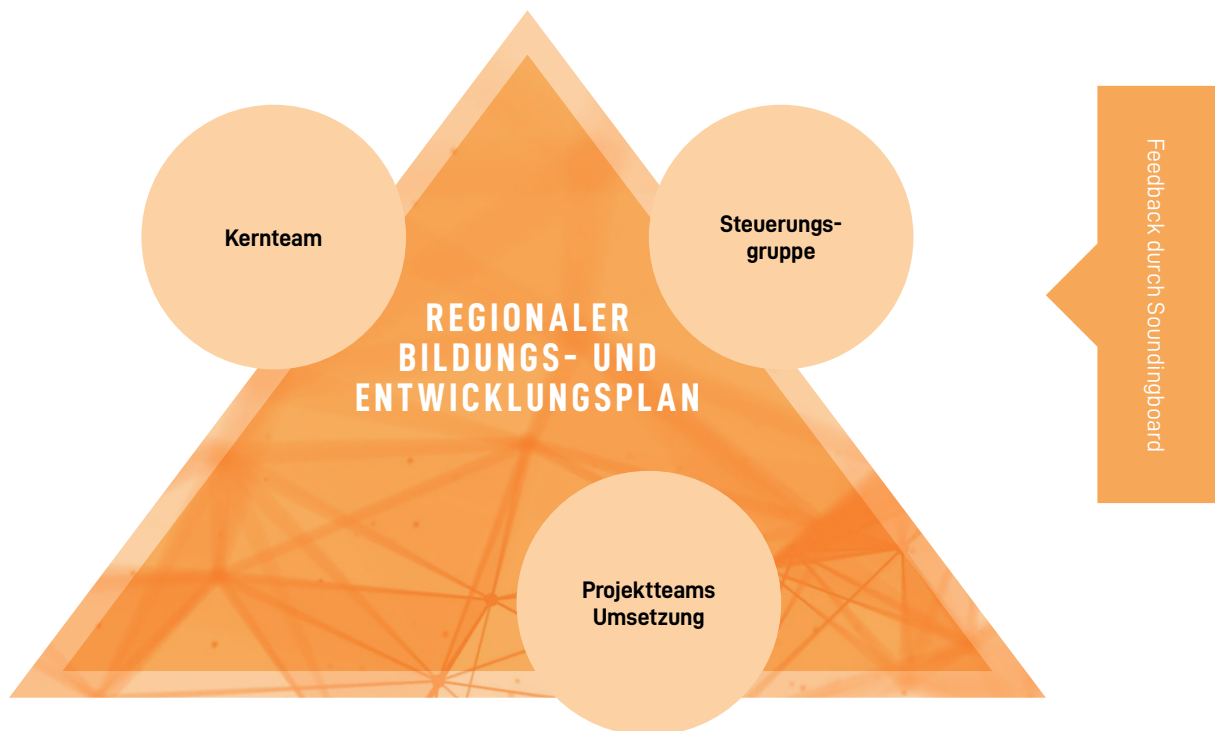 Kernteam
Steuerungs-
gruppe
REGIONALER
BILDUNGS- UND
ENTWICKLUNGSPLAN
Projektteams
Umsetzung
Feedback durch Soundingboard